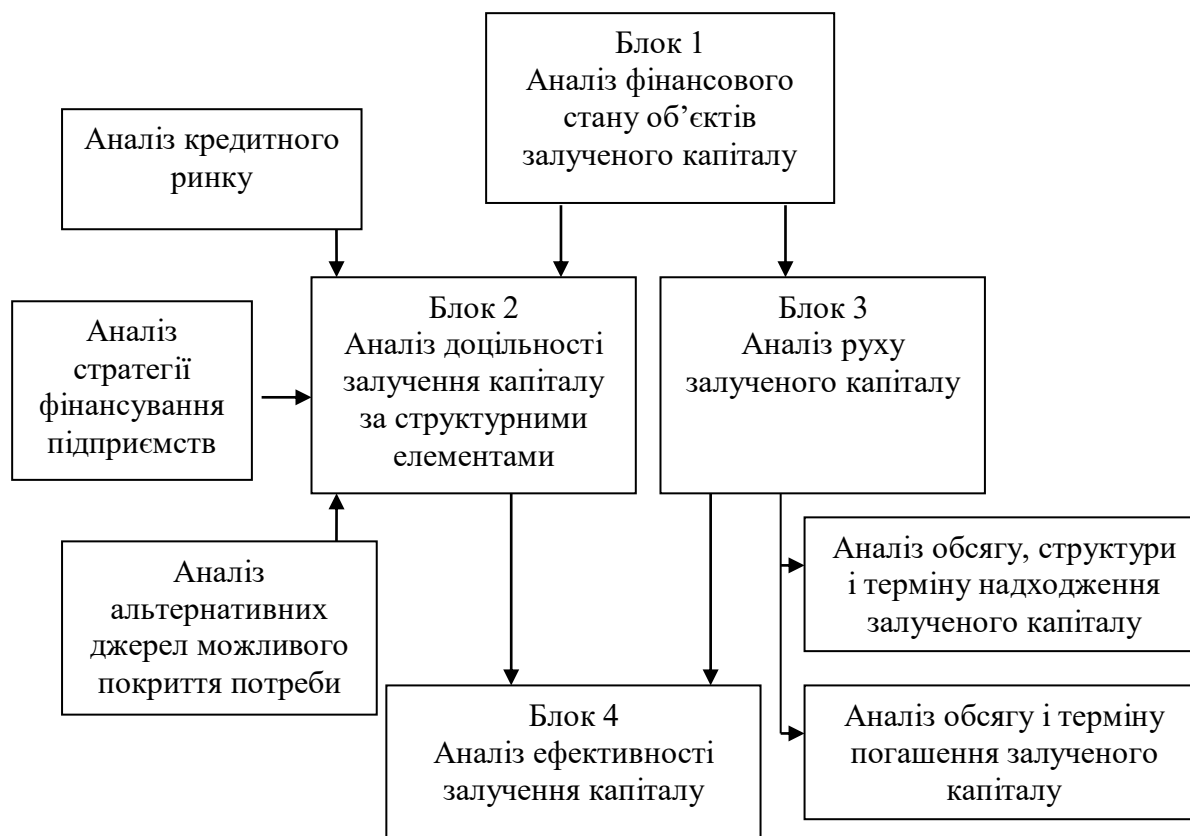 Блок 1
Аналіз фінансового
стану об’єктів
залученого капіталу
Аналіз кредитного
ринку
Аналіз
стратегії
фінансування
підприємств
Блок 2
Аналіз доцільності
залучення капіталу
за структурними
елементами
Блок 3
Аналіз руху
залученого капіталу
Аналіз
альтернативних
джерел можливого
покриття потреби
Аналіз обсягу, структури
і терміну надходження
залученого капіталу
Блок 4
Аналіз ефективності
залучення капіталу
Аналіз обсягу і терміну
погашення залученого
капіталу